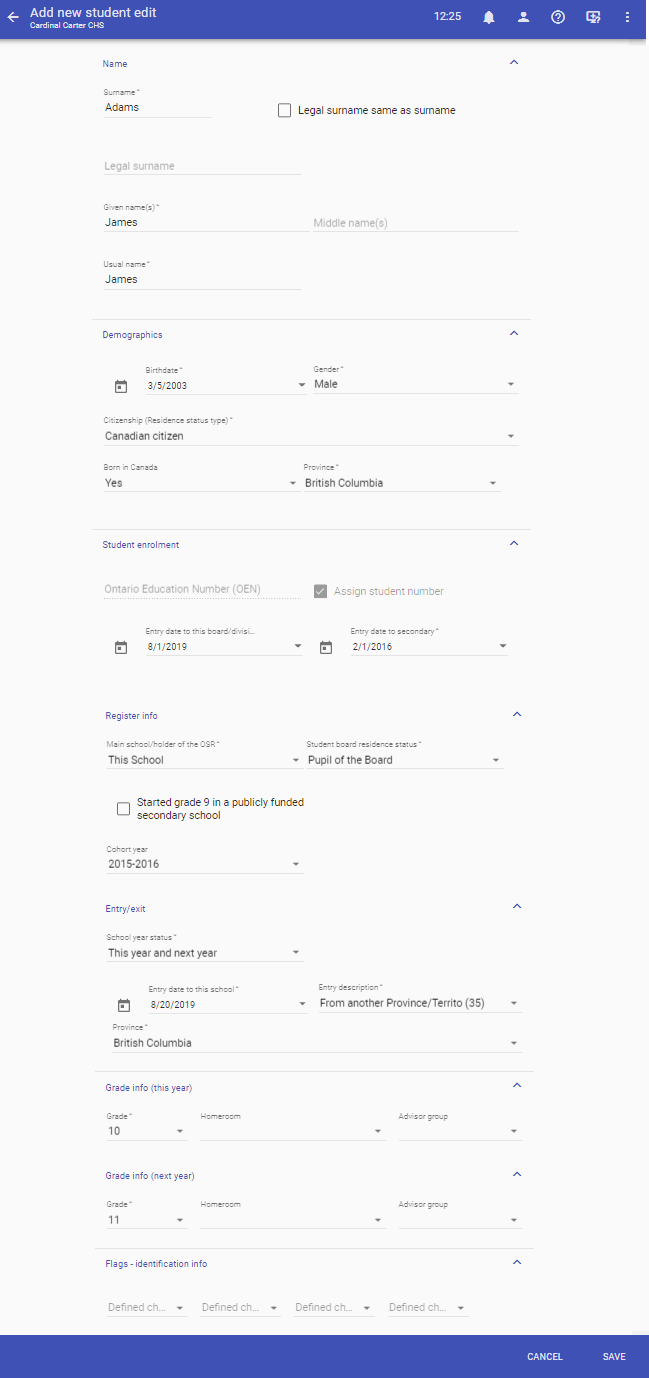 Add new student edit
Cardinal Carter CHS
12:25
Name
Surname *
Adams
Legal surname same as surname
Legal surname
Given name(s) *
James
Middle name(s)
Usual name *
James
Demographics
Birthdate *
3/5/2003
Gender *
Male
Citizenship (Residence status type) *
Canadian citizen
Born in Canada
Yes
Province *
British Columbia
Student enrolment
Ontario Education Number (OEN)
Assign student number
Entry date to this board/divisi...
8/1/2019
Entry date to secondary *
2/1/2016
Register info
Main school/holder of the OSR *
This School
Student board residence status *
Pupil of the Board
Started grade 9 in a publicly funded
secondary school
Cohort year
2015-2016
Entry/exit
School year status *
This year and next year
Entry date to this school *
8/20/2019
Entry description *
From another Province/Territo (35)
Province *
British Columbia
Grade info (this year)
Grade *
10
Homeroom
Advisor group
Grade info (next year)
Grade *
11
Homeroom
Advisor group
Flags - identification info
Defined ch...
Defined ch...
Defined ch...
Defined ch...
CANCEL
SAVE